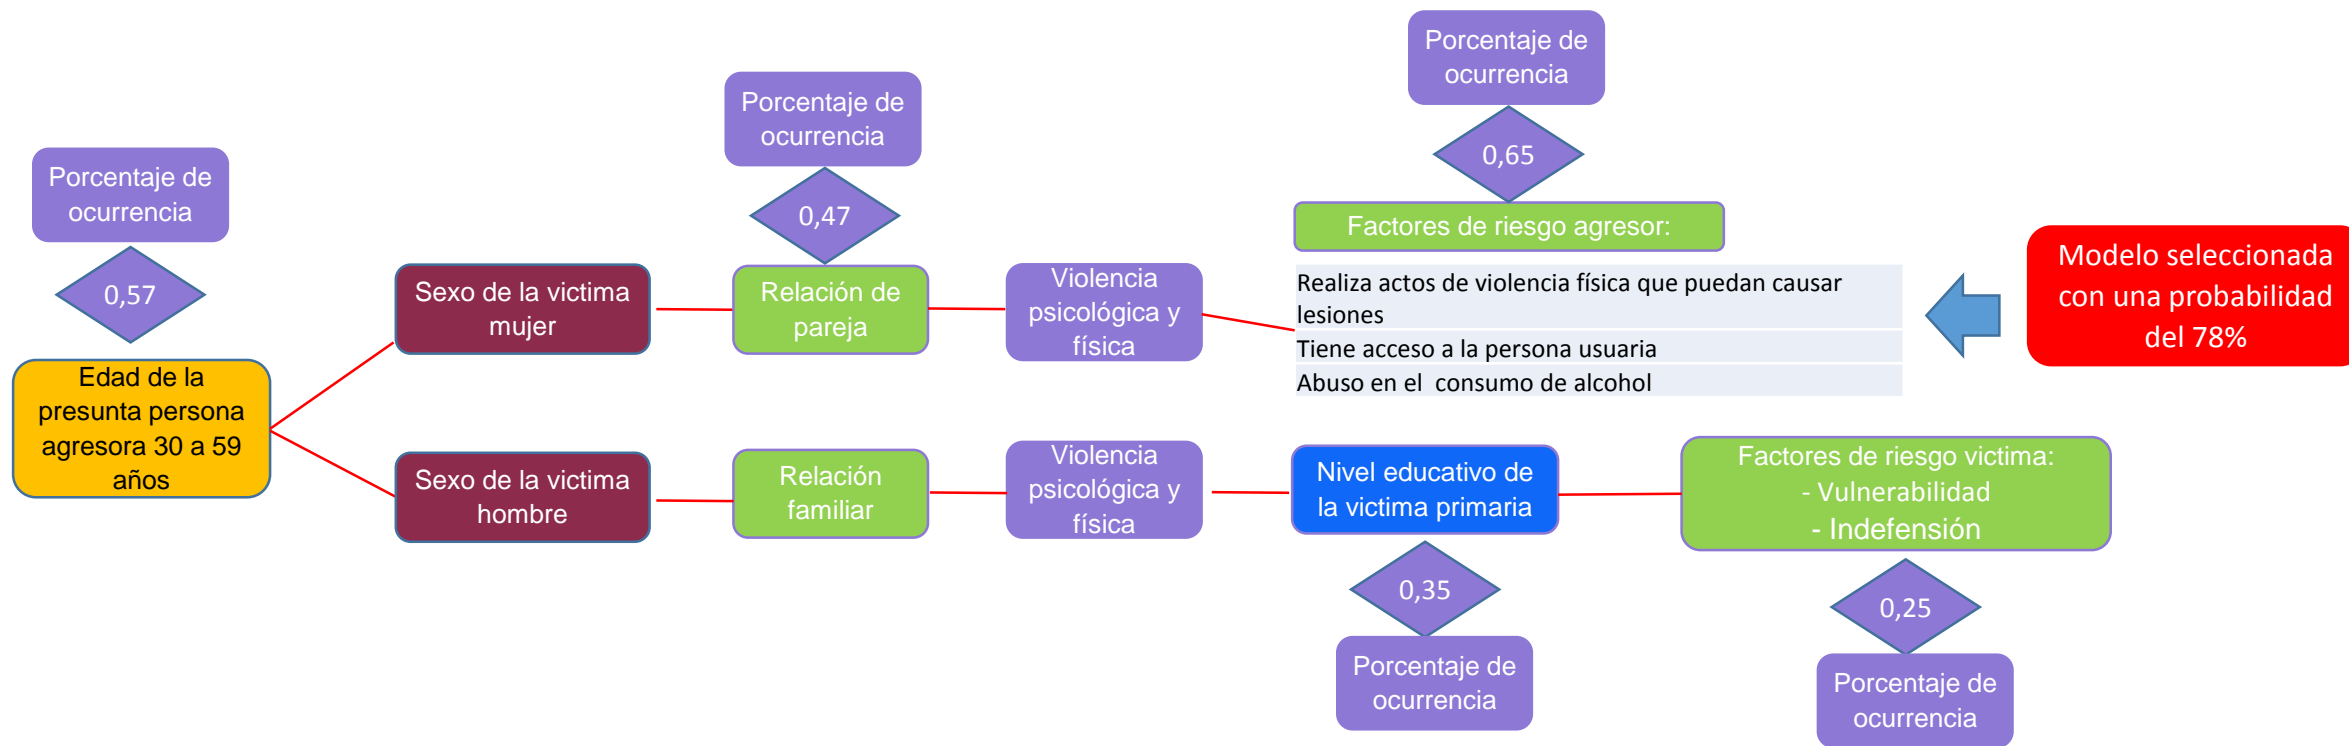 Porcentaje de
ocurrencia
0,57
Edad de la
presunta persona
agresora 30 a 59
años
Sexo de la victima
mujer
Porcentaje de
ocurrencia
0,47
Relación de
pareja
Violencia
psicológica y
física
Porcentaje de
ocurrencia
0,65
Factores de riesgo agresor:
Realiza actos de violencia física que puedan causar
lesiones
Tiene acceso a la persona usuaria
Abuso en el  consumo de alcohol
Modelo seleccionada
con una probabilidad
del 78%
Sexo de la victima
hombre
Relación
familiar
Violencia
psicológica y
física
Nivel educativo de
la victima primaria
0,35
Porcentaje de
ocurrencia
Factores de riesgo victima:
- Vulnerabilidad
- Indefensión
0,25
Porcentaje de
ocurrencia